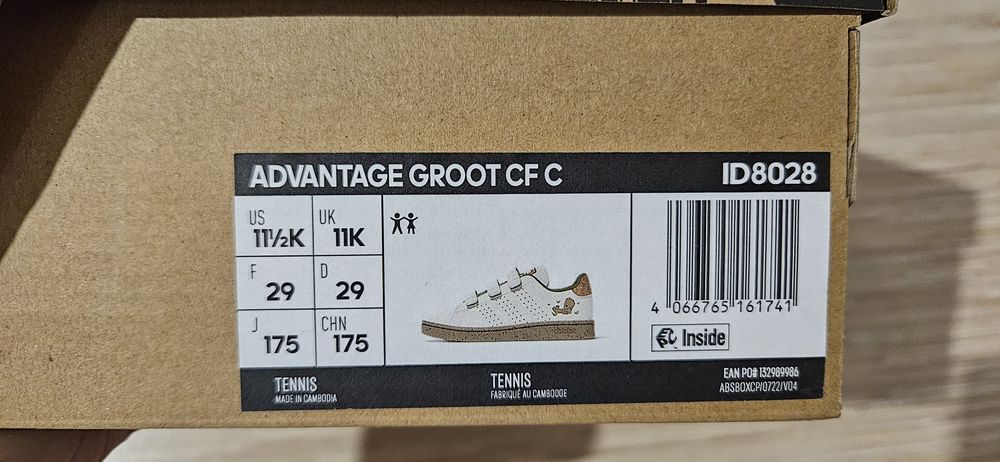 ADVANTAGE GROOT CF C
ID8028
US
11½K
UK
11K
F
29
D
29
J
175
CHN
175
4 066765 161741
Inside
TENNIS
MADE IN CAMBODIA
TENNIS
FABRIQUÉ AU CAMBODGE
EAN PO# 132989986
ABSBOXCP/0722/V04